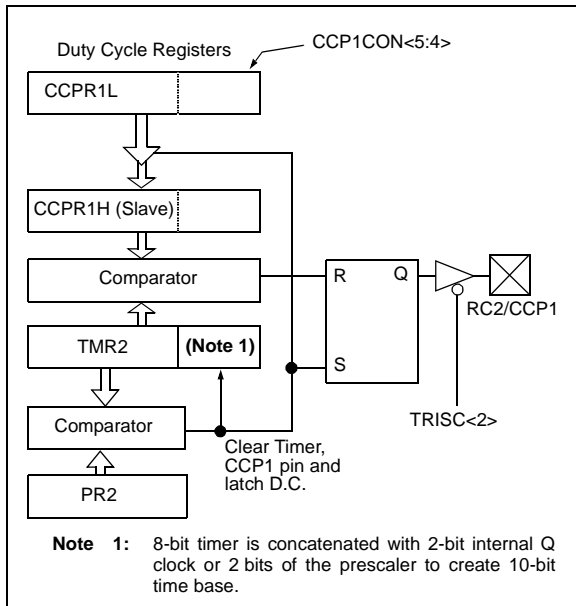 Duty Cycle Registers
CCP1CON<5:4>
CCPR1L
CCPR1H (Slave)
Comparator
R
Q
RC2/CCP1
TMR2
(Note 1)
S
TRISC<2>
Comparator
Clear Timer,
CCP1 pin and
latch D.C.
PR2
Note 1: 8-bit timer is concatenated with 2-bit internal Q
clock or 2 bits of the prescaler to create 10-bit
time base.